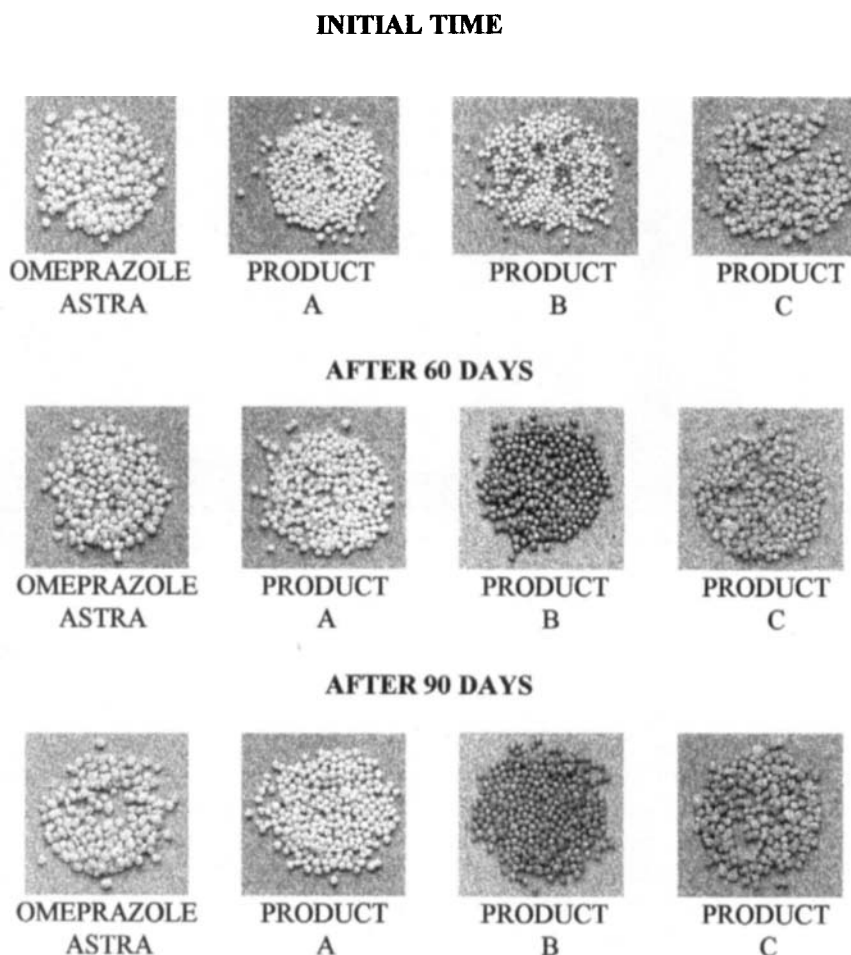 INITIAL TIME
OMEPRAZOLE PRODUCT PRODUCT PRODUCT
ASTRA A B C
AFTER 60 DAYS
OMEPRAZOLE PRODUCT PRODUCT PRODUCT
ASTRA A B C
AFTER 90 DAYS
OMEPRAZOLE PRODUCT PRODUCT PRODUCT
ASTRA A B C